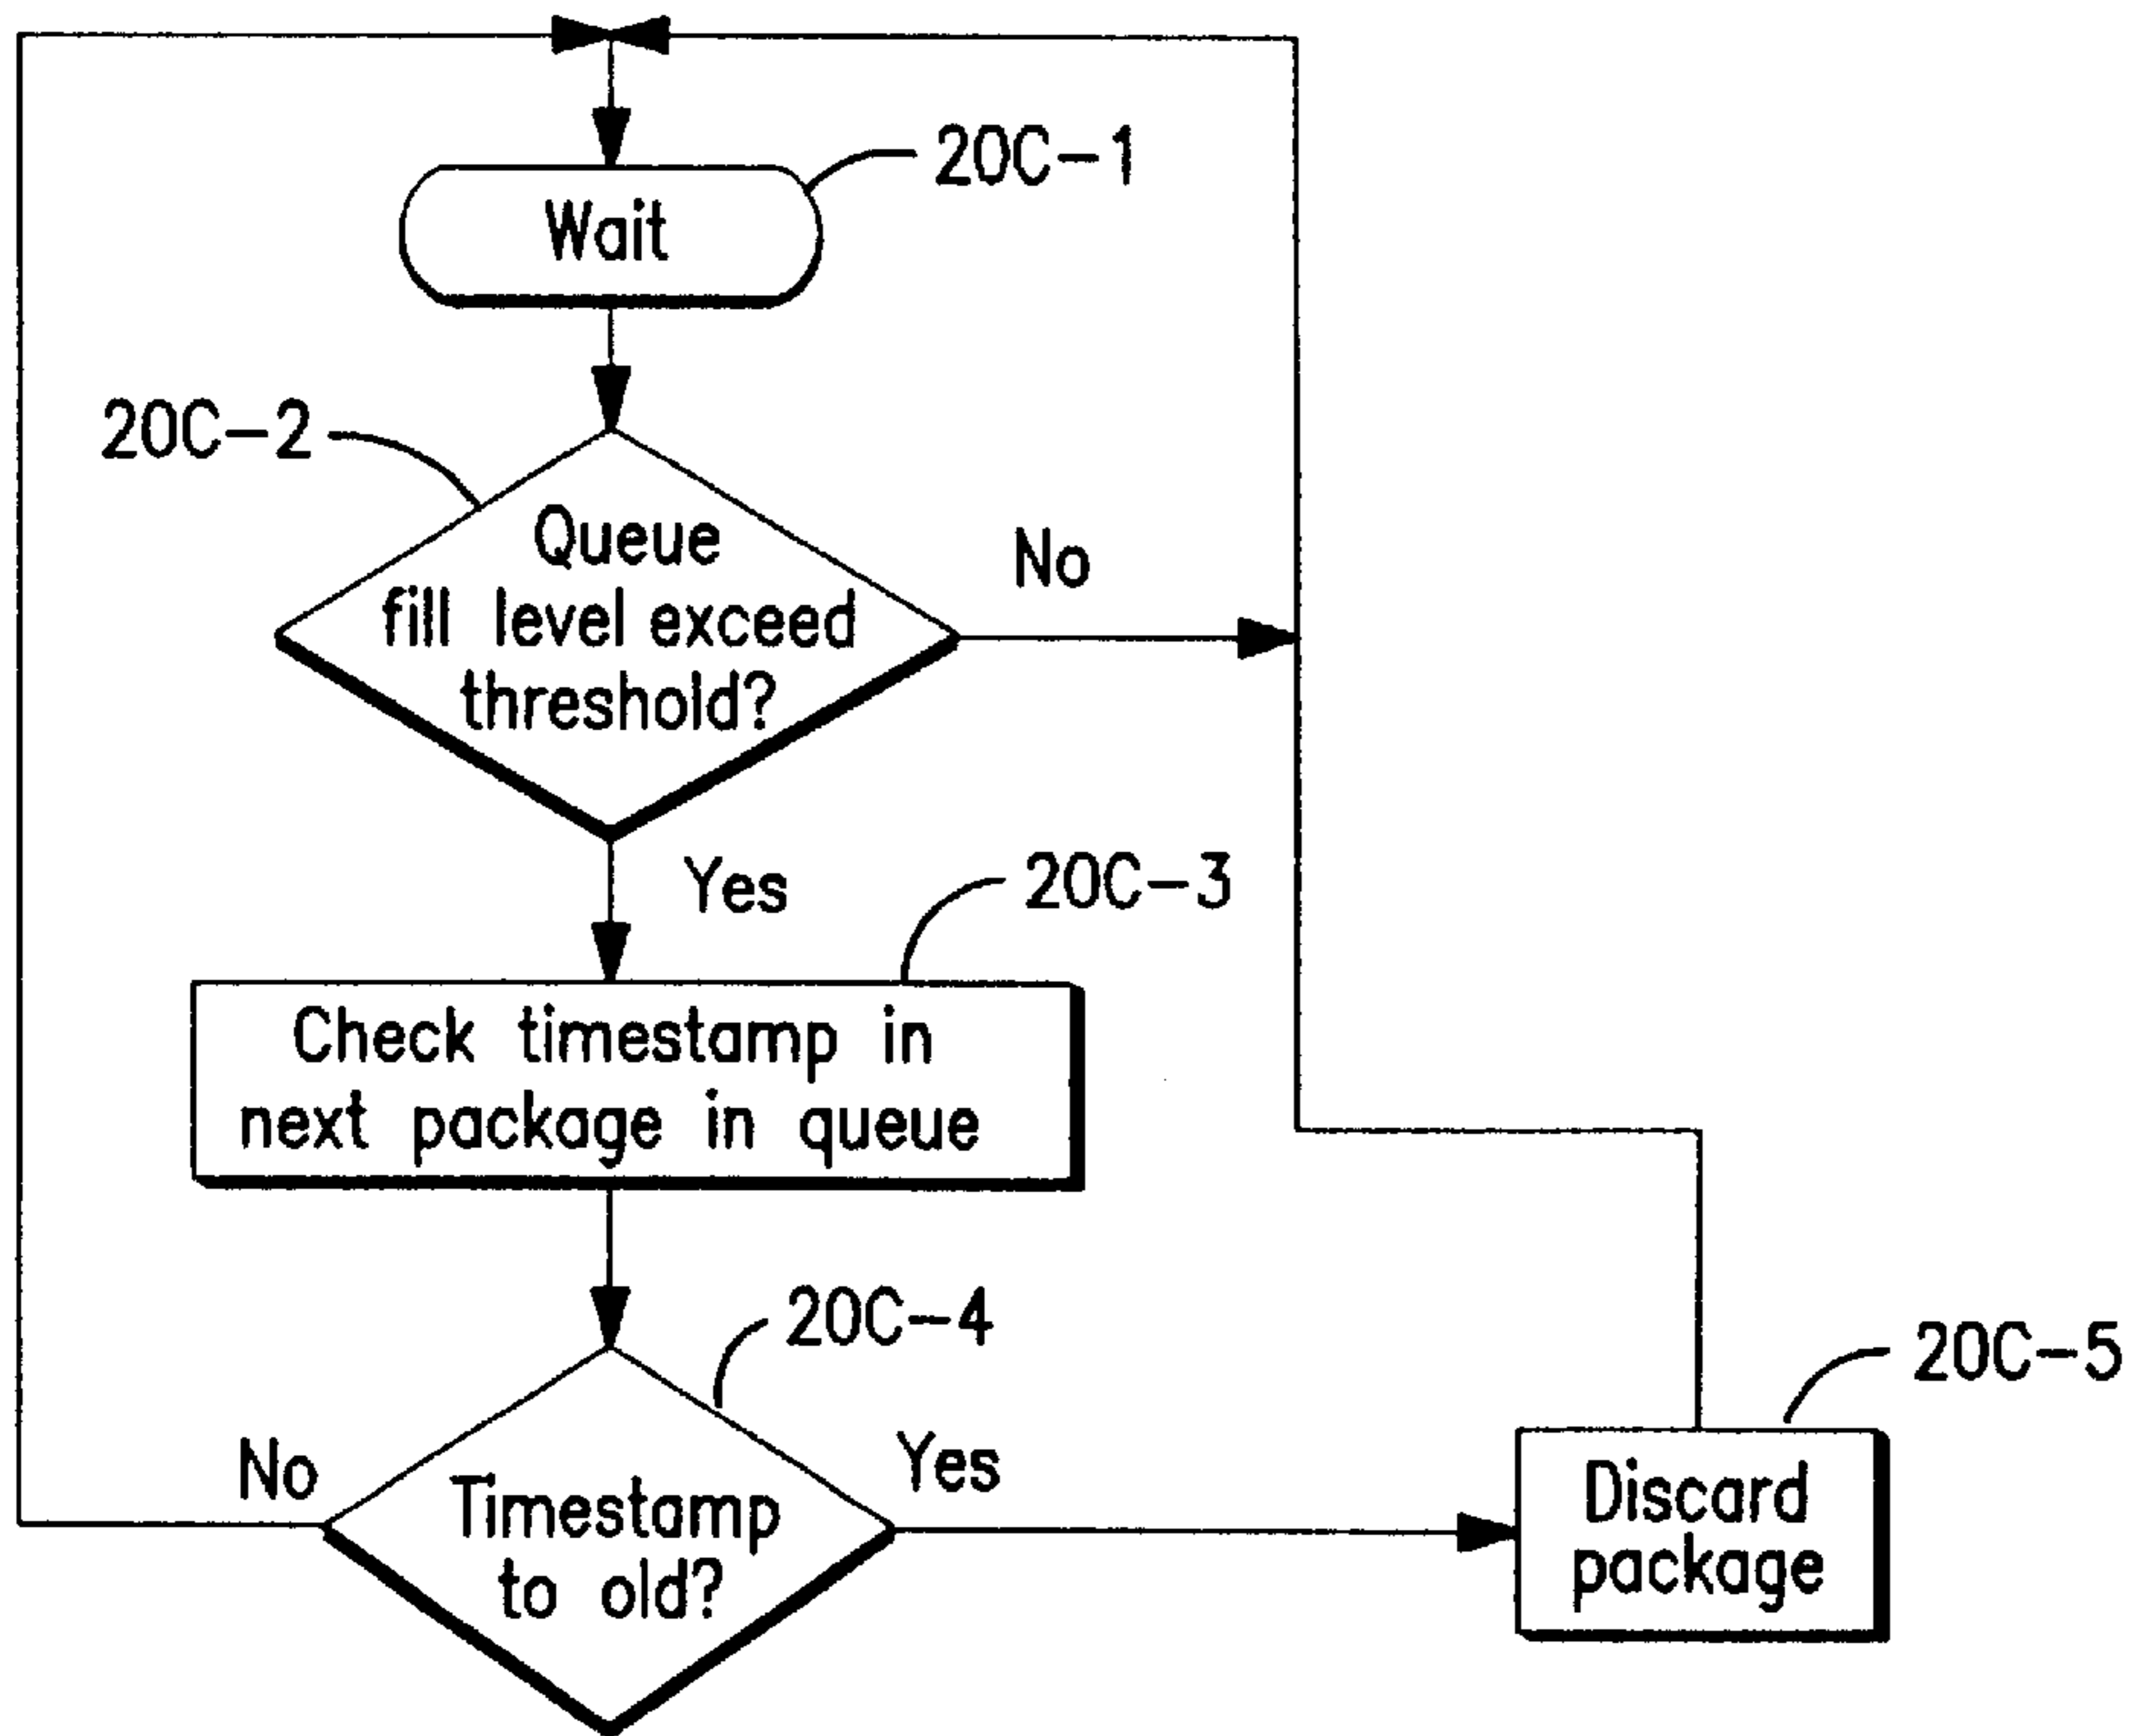 20C-1
Wait
20C-2
Queue
fill level exceed
threshold?
No
Yes
20C-3
Check timestamp in
next package in queue
20C-4
No
Timestamp
to old?
Yes
20C-5
Discard
package